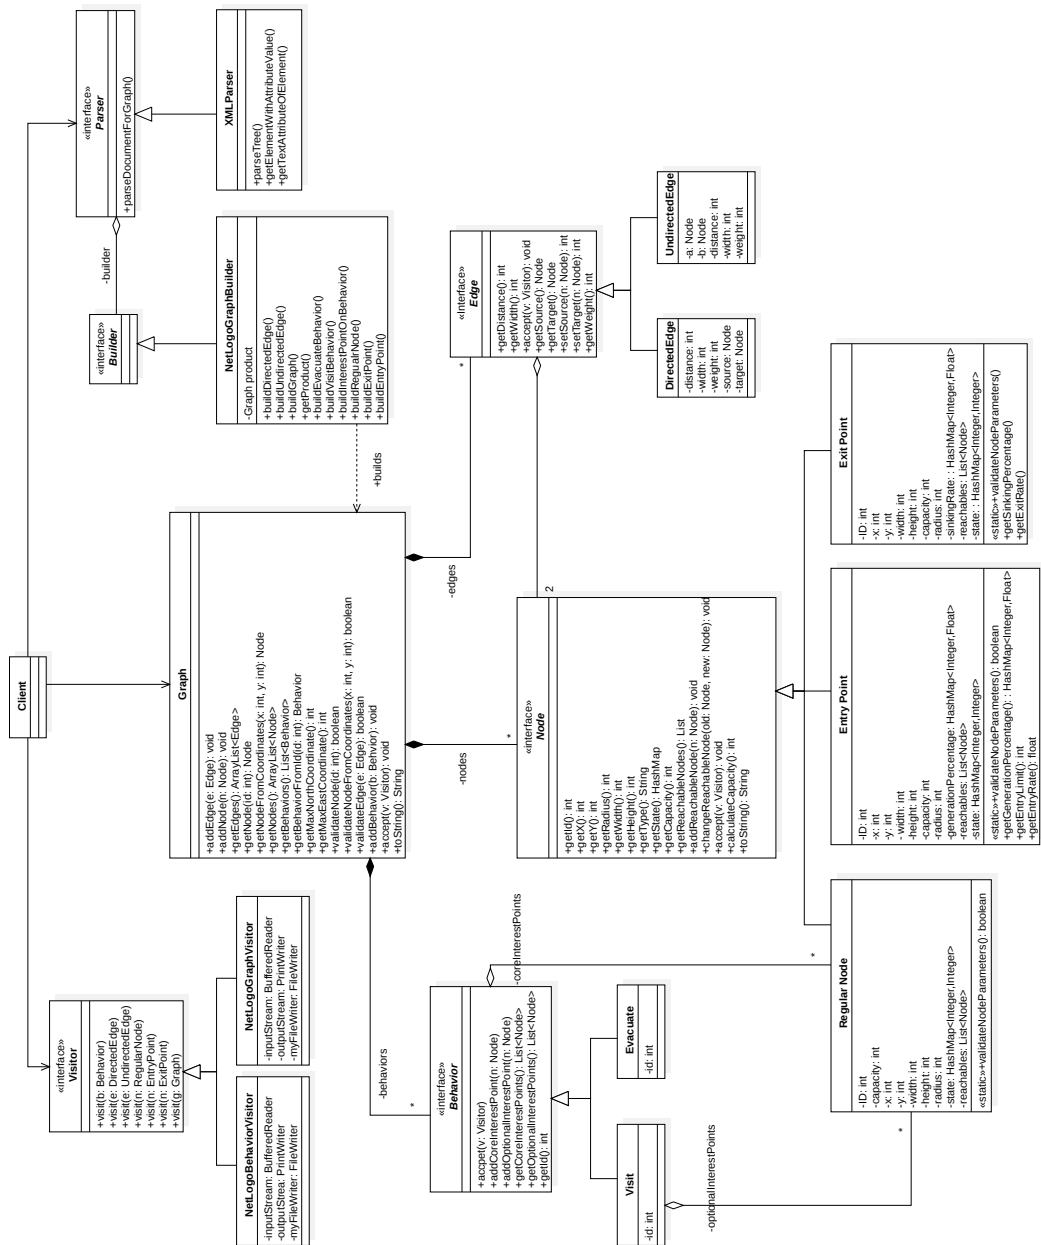 Client
«interface»
Visitor
+visit(b: Behavior)
+visit(e: DirectedEdge)
+visit(e: UndirectedEdge)
+visit(n: RegularNode)
+visit(n: EntryPoint)
+visit(n: ExitPoint)
+visit(g: Graph)
NetLogoBehaviorVisitor
-inputStream: BufferedReader
-outputStrea: PrintWriter
-myFileWriter: FileWriter
NetLogoGraphVisitor
-inputStream: BufferedReader
-outputStream: PrintWriter
-myFileWriter: FileWriter
Graph
+addEdge(e: Edge): void
+addNode(n: Node): void
+getEdges(): ArrayList<Edge>
+getNode(id: int): Node
+getNodeFromCoordinates(x: int, y: int): Node
+getNodes(): ArrayList<Node>
+getBehaviors(): List<Behavior>
+getBehaviorFromId(id: int): Behavior
+getMaxNorthCoordinate(): int
+getMaxEastCoordinate(): int
+validateNode(id: int): boolean
+validateNodeFromCoordinates(x: int, y: int): boolean
+validateEdge(e: Edge): boolean
+addBehavior(b: Behvior): void
+accept(v: Visitor): void
+toString(): String
«interface»
Builder
-builder
«interface»
Parser
+parseDocumentForGraph()
NetLogoGraphBuilder
-Graph product
+buildDirectedEdge()
+buildUndirectedEdge()
+buildGraph()
+getProduct()
+buildEvacuateBehavior()
+buildVisitBehavior()
+buildInterestPointOnBehavior()
+buildRegualrNode()
+buildExitPoint()
+buildEntryPoint()
+builds
XMLParser
+parseTree()
+getElementWithAttributeValue()
+getTextAttributeOfElement()
-behaviors
*
-nodes
*
-edges
*
«interface»
Behavior
+accpet(v: Visitor)
+addCoreInterestPoint(n: Node)
+addOptionalInterestPoint(n: Node)
+getCoreInterestPoints(): List<Node>
+getOptionalInterestPoints(): List<Node>
+getId(): int
-coreInterestPoints
*
«interface»
Node
+getId(): int
+getX(): int
+getY(): int
+getRadius(): int
+getWidth(): int
+getHeight(): int
+getType(): String
+getState(): HashMap
+getCapacity(): int
+getReachableNodes(): List
+addReachableNode(n: Node): void
+changeReachableNode(old: Node, new: Node): void
+accept(v: Visitor): void
+calculateCapacity(): int
+toString(): String
2
«Interface»
Edge
+getDistance(): int
+getWidth(): int
+accept(v: Visitor): void
+getSource(): Node
+getTarget(): Node
+setSource(n: Node): int
+setTarget(n: Node): int
+getWeight(): int
Visit
-id: int
Evacuate
-id: int
-optionalInterestPoints
*
DirectedEdge
-distance: int
-width: int
-weight: int
-source: Node
-target: Node
UndirectedEdge
-a: Node
-b: Node
-distance: int
-width: int
-weight: int
Regular Node
-ID: int
-capacity: int
-x: int
-y: int
-width: int
-height: int
-radius: int
-state: HashMap<Integer,Integer>
-reachables: List<Node>
«static»+validateNodeParameters(): boolean
Entry Point
-ID: int
-x: int
-y: int
-width: int
-height: int
-capacity: int
-radius: int
-generationPercentage: HashMap<Integer,Float>
-reachables: List<Node>
-state: HashMap<Integer,Integer>
«static»+validateNodeParameters(): boolean
+getGenerationPercentage(): : HashMap<Integer,Float>
+getEntryLimit(): int
+getEntryRate(): float
Exit Point
-ID: int
-x: int
-y: int
-width: int
-height: int
-capacity: int
-radius: int
-sinkingRate: : HashMap<Integer,Float>
-reachables: List<Node>
-state: : HashMap<Integer,Integer>
«static»+validateNodeParameters()
+getSinkingPercentage()
+getExitRate()